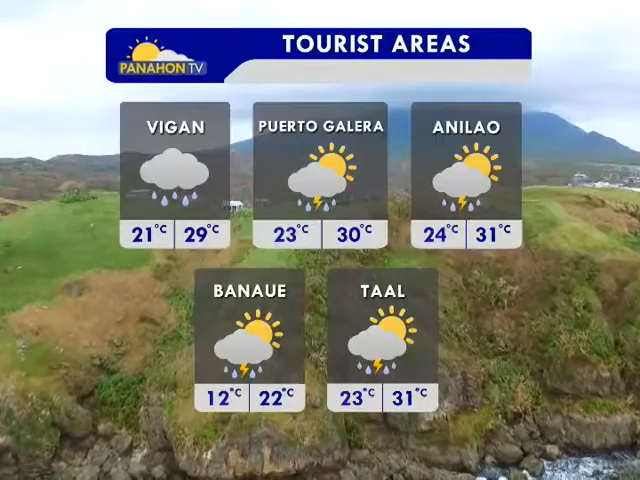 PANAHON TV
TOURIST AREAS
VIGAN
21°C 29°C
PUERTO GALERA
23°C 30°C
ANILAO
24°C 31°C
BANAUE
12°C 22°C
TAAL
23°C 31°C